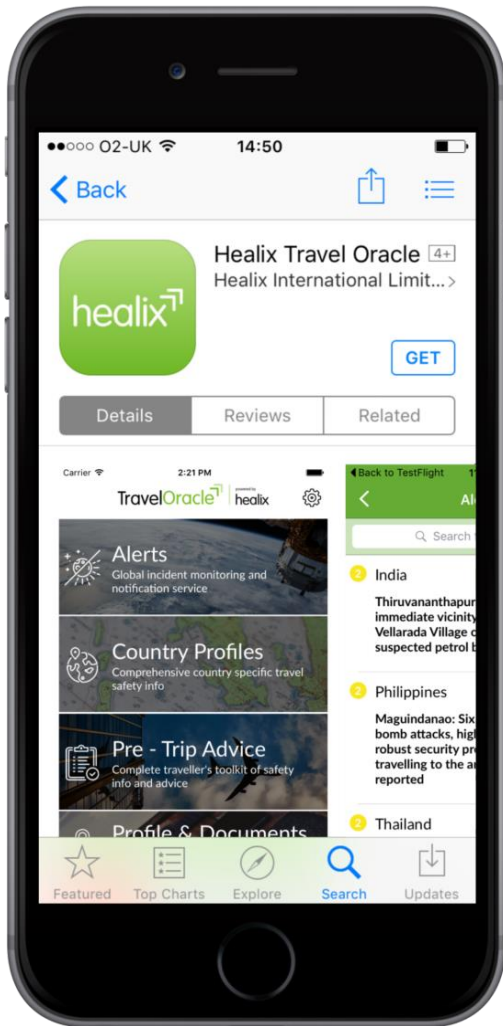 O2-UK
14:50
Back
healix
Healix Travel Oracle 4+
Healix International Limit...>
GET
Details
Reviews
Related
Carrier
2:21 PM
TravelOracle
healix
Alerts
Global incident monitoring and
notification service
Country Profiles
Comprehensive country specific travel
safety info
Pre - Trip Advice
Complete traveller's toolkit of safety
info and advice
Profile & Documents
Back to TestFlight
Search
2 India
Thiruvananthapur
immediate vicinity
Vellarada Village
suspected petrol
2 Philippines
Maguindanao: Six
bomb attacks, hig
robust security pr
travelling to the a
reported
2 Thailand
Featured
Top Charts
Explore
Search
Updates